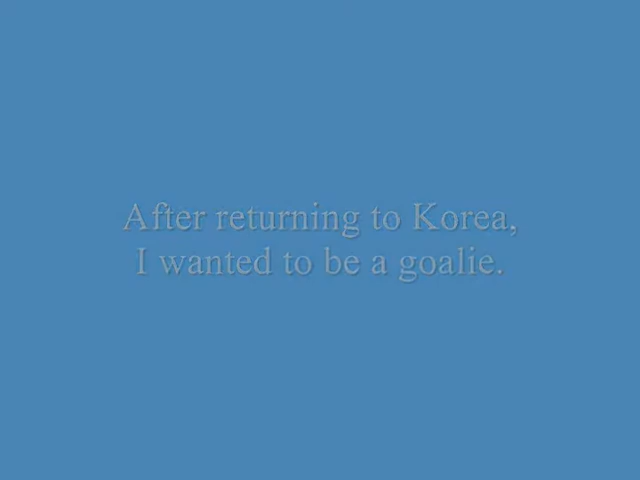 After returning to Korea,
I wanted to be a goalie.